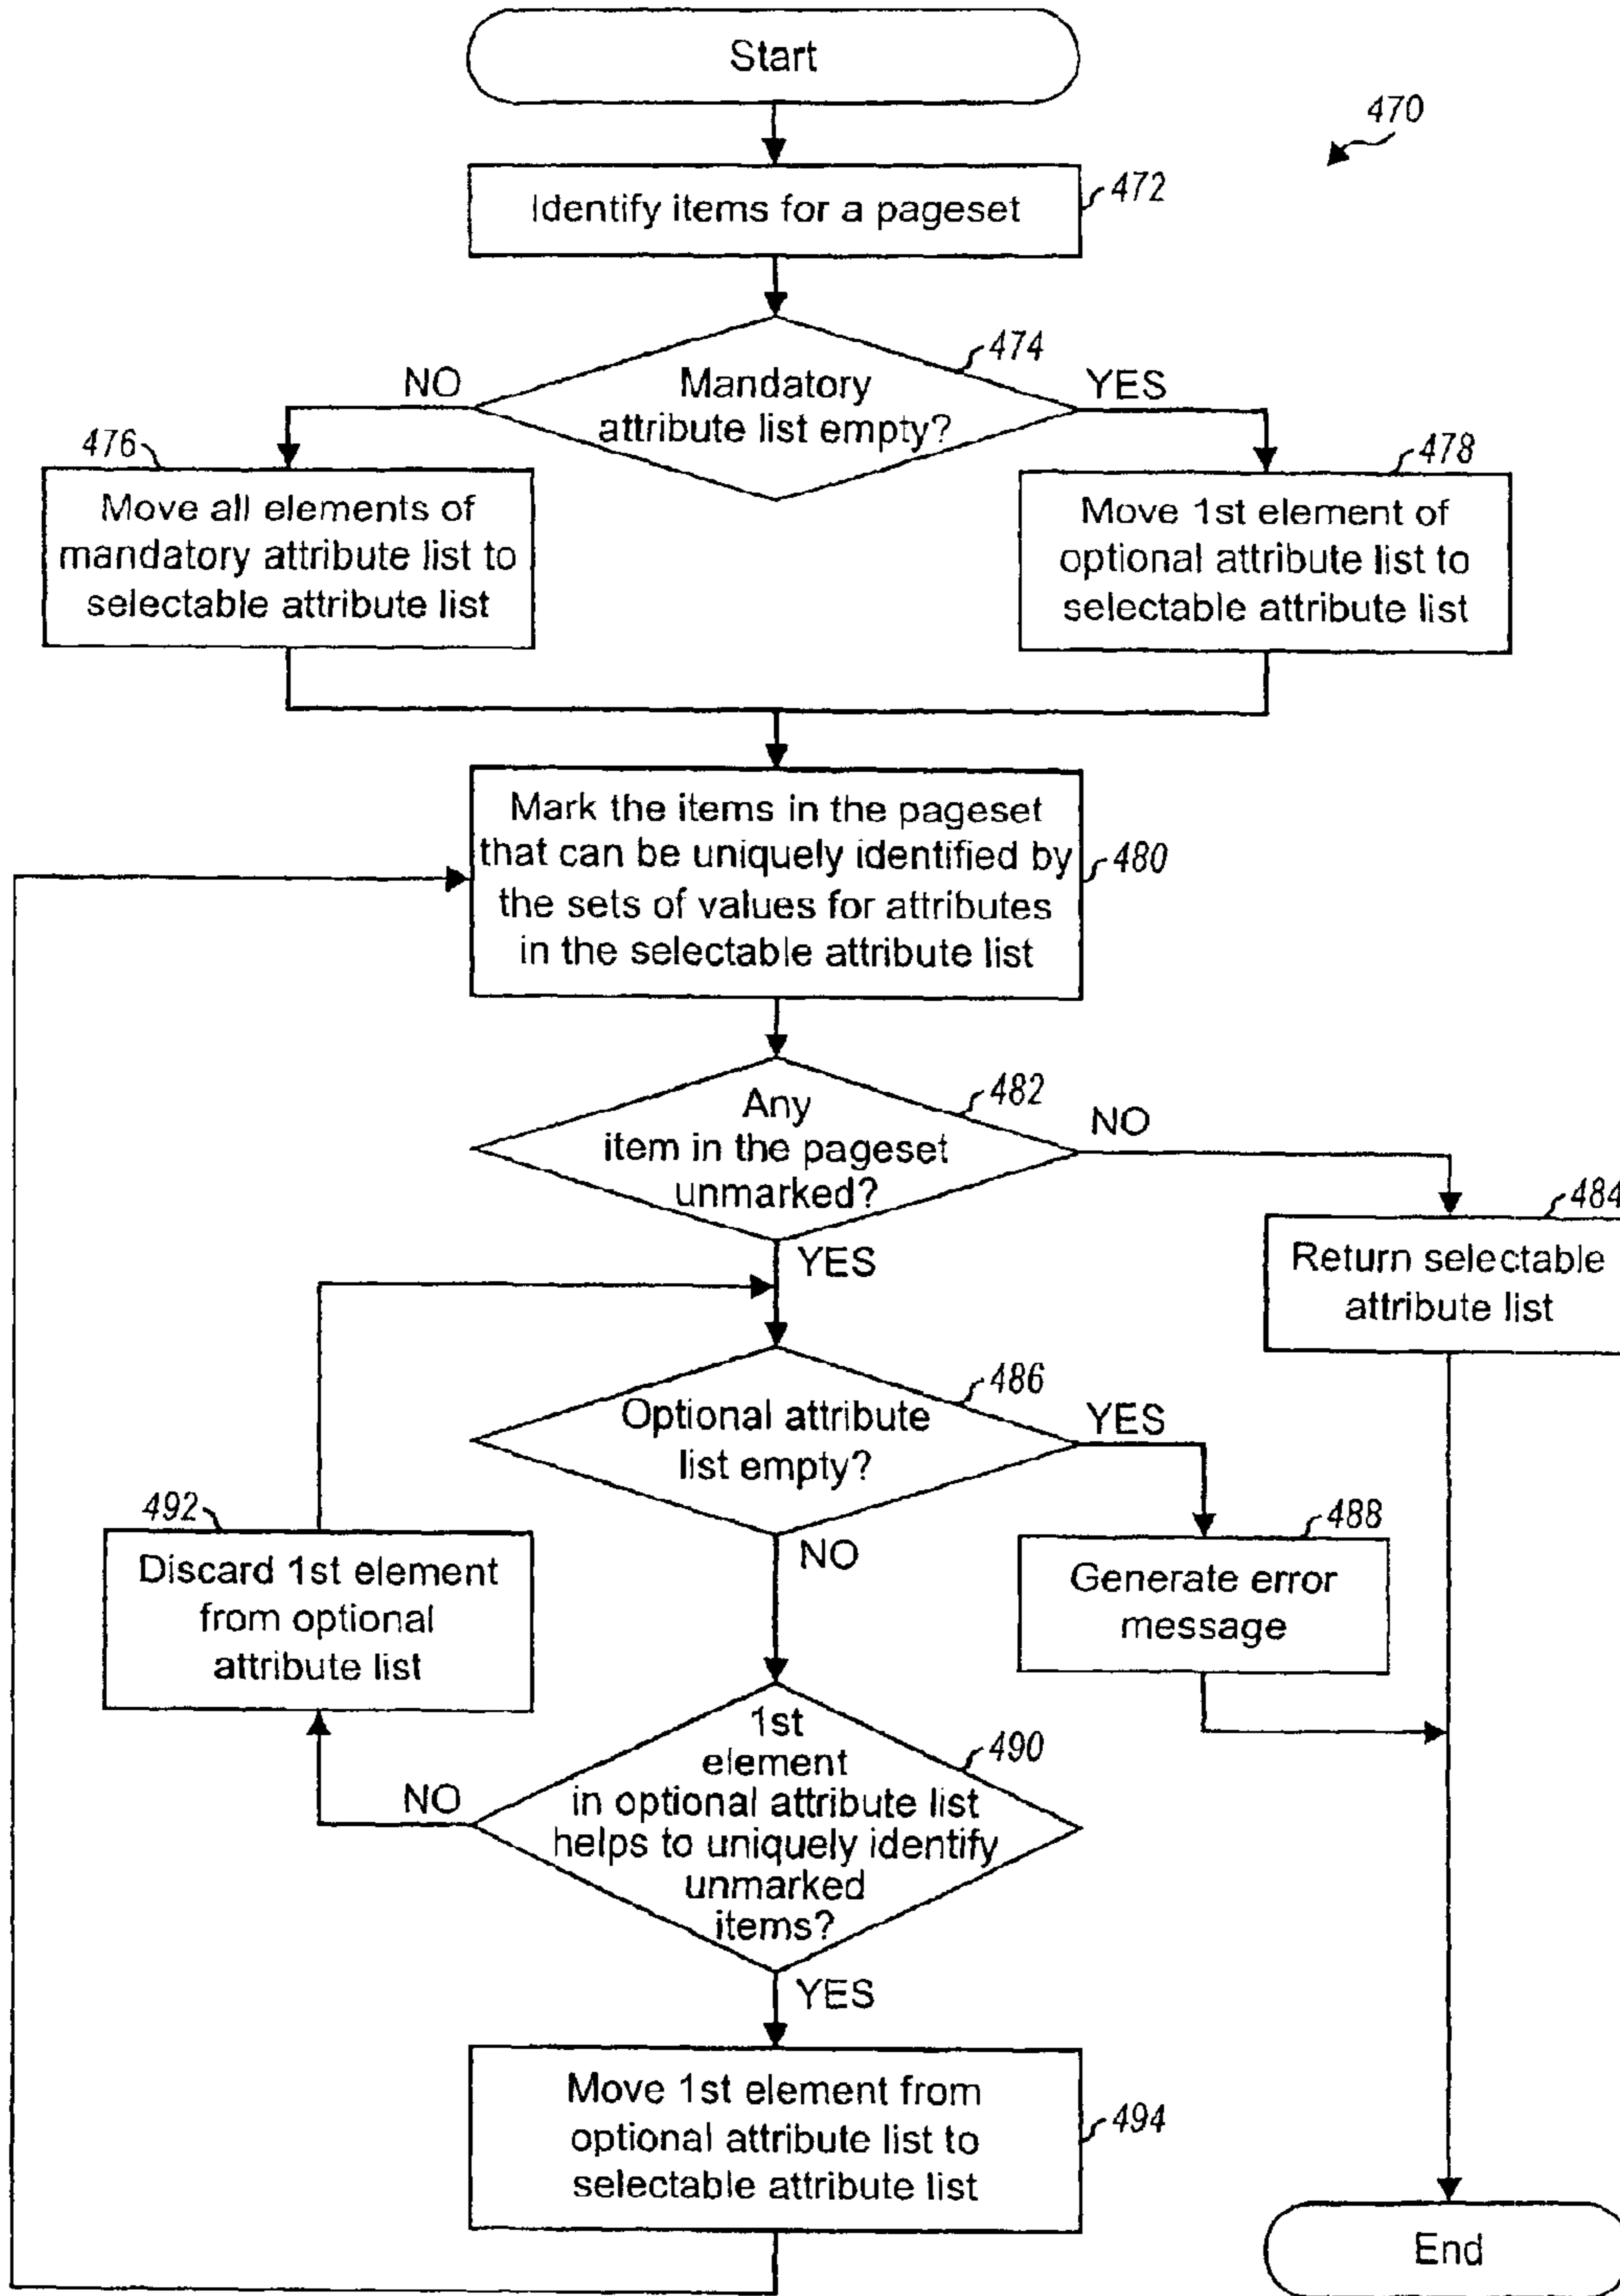 Start
470
Identify items for a pageset
472
474
NO
Mandatory
attribute list empty?
YES
476
Move all elements of
mandatory attribute list to
selectable attribute list
478
Move 1st element of
optional attribute list to
selectable attribute list
Mark the items in the pageset
that can be uniquely identified by
the sets of values for attributes
in the selectable attribute list
480
482
Any
item in the pageset
unmarked?
NO
YES
484
Return selectable
attribute list
486
Optional attribute
list empty?
YES
NO
488
Generate error
message
492
Discard 1st element
from optional
attribute list
490
1st
element
in optional attribute list
helps to uniquely identify
unmarked
items?
NO
YES
Move 1st element from
optional attribute list to
selectable attribute list
494
End